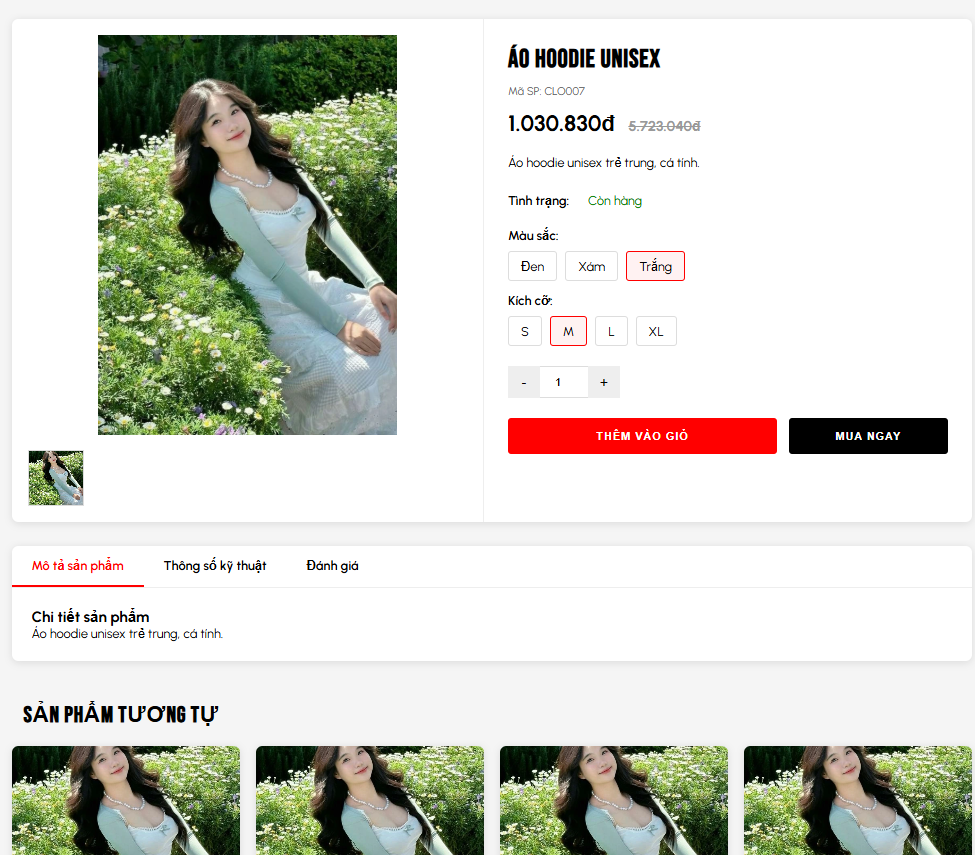 ÁO HOODIE UNISEX
Mã SP: CLO007
1.030.830đ 5.723.040đ
Áo hoodie unisex trẻ trung, cá tính.
Tình trạng: Còn hàng
Màu sắc:
Đen Xám Trắng
Kích cỡ:
S M L XL
- 1 +
THÊM VÀO GIỎ MUA NGAY
Mô tả sản phẩm Thông số kỹ thuật Đánh giá
Chi tiết sản phẩm
Áo hoodie unisex trẻ trung, cá tính.
SẢN PHẨM TƯƠNG TỰ